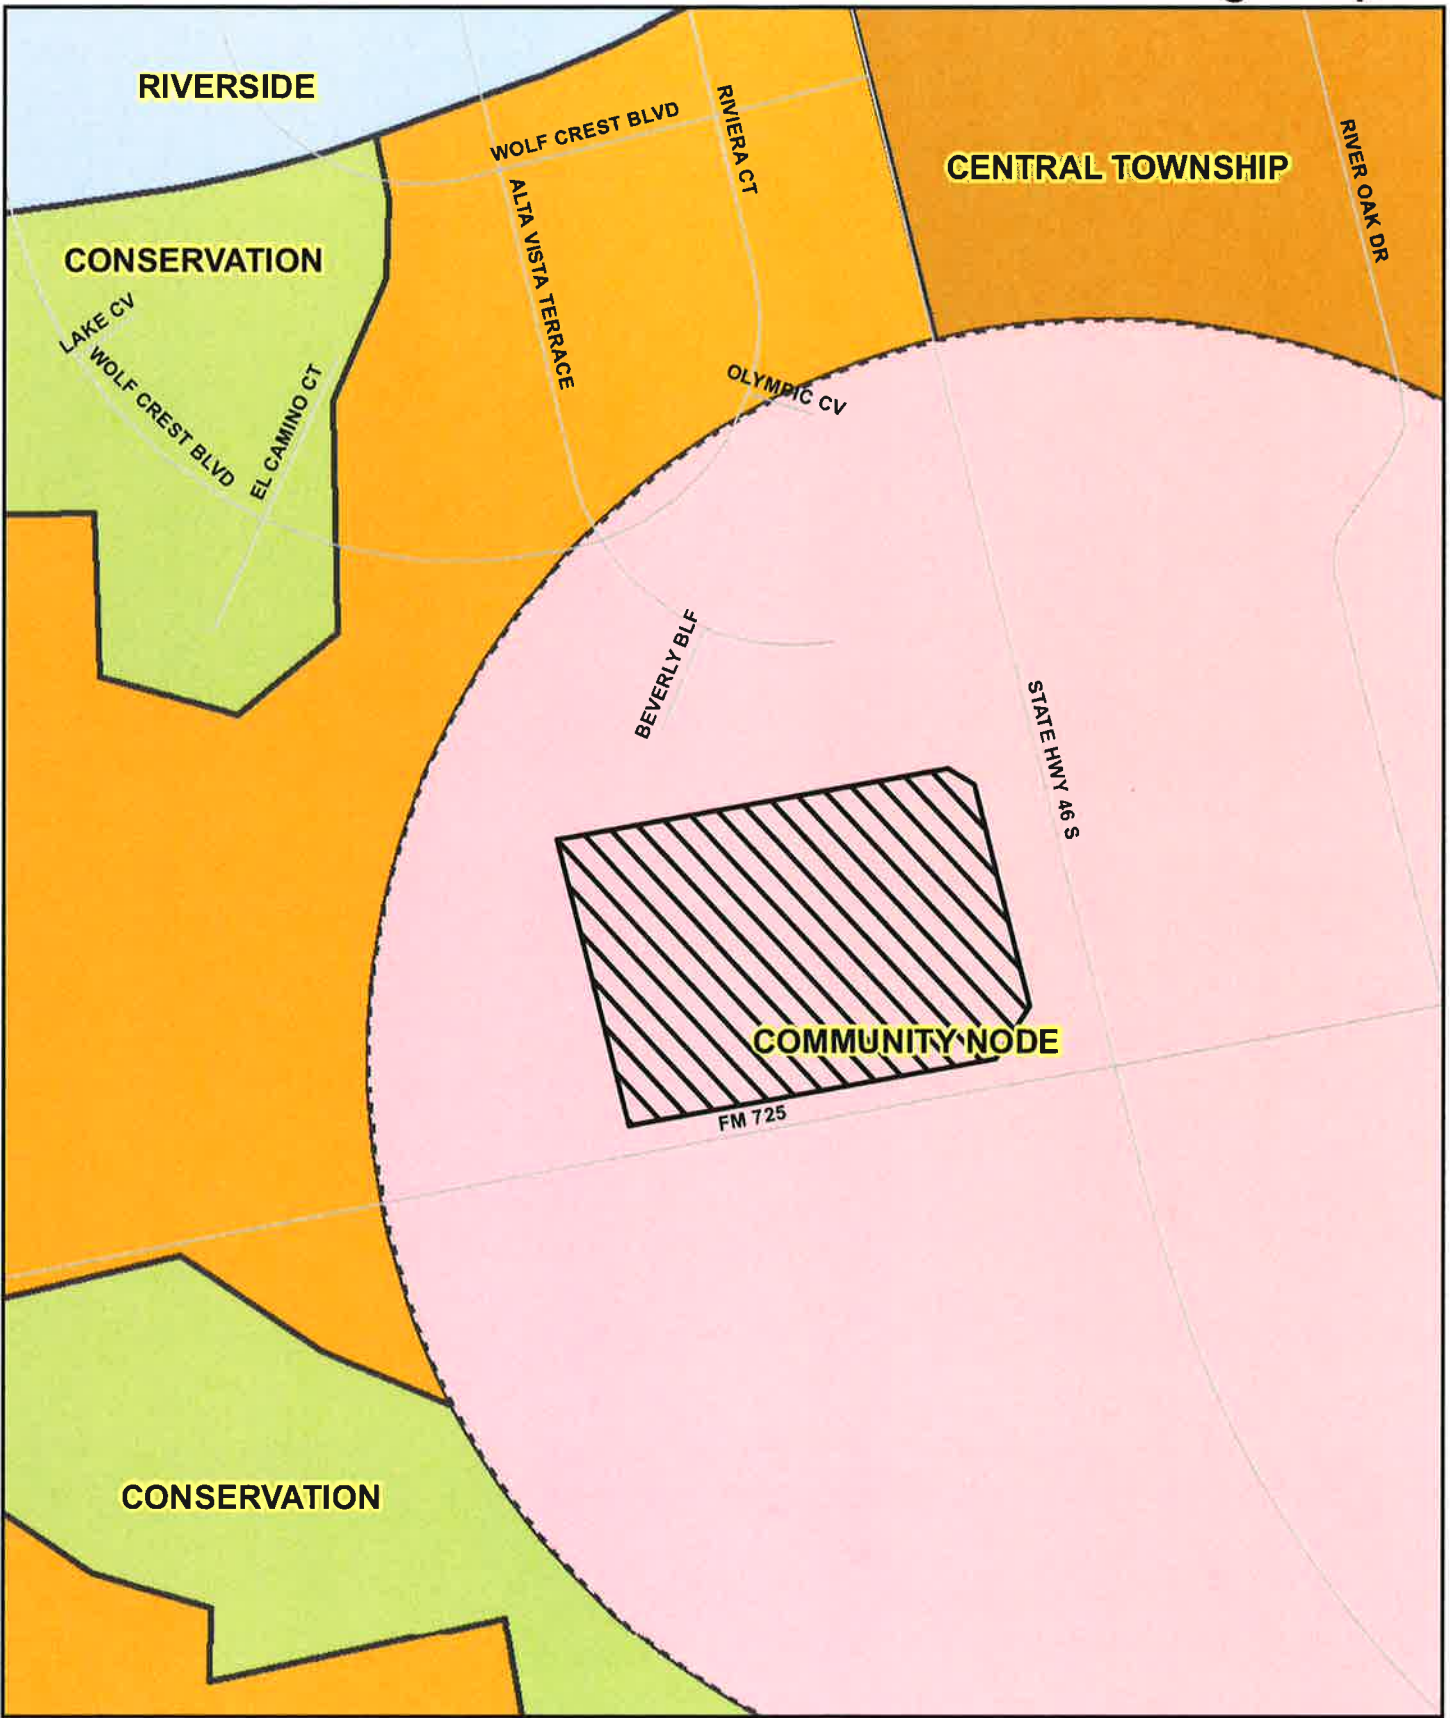 RIVERSIDE
WOLF CREST BLVD
RIVIERA CT
CENTRAL TOWNSHIP
RIVER OAK DR
ALTA VISTA TERRACE
CONSERVATION
LAKE CV
WOLF CREST BLVD
EL CAMINO CT
OLYMPIC CV
BEVERLY BLF
STATE HWY 46 S
COMMUNITY NODE
FM 725
CONSERVATION